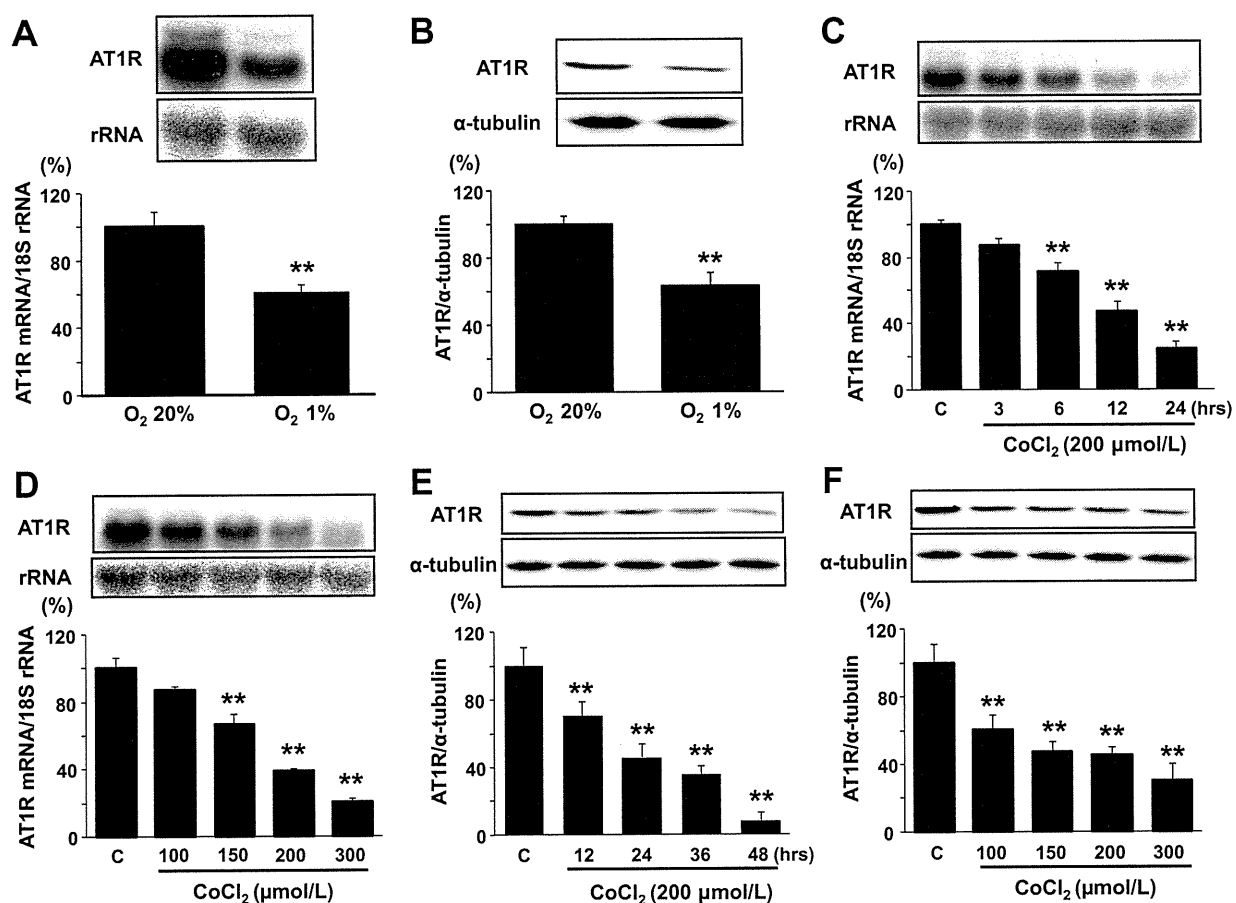 A
AT1R
rRNA
(%)
AT1R mRNA/18S rRNA
120
80
40
0
**
O₂ 20% O₂ 1%
B
AT1R
α-tubulin
(%)
AT1R/α-tubulin
120
80
40
0
**
O₂ 20% O₂ 1%
C
AT1R
rRNA
(%)
AT1R mRNA/18S rRNA
120
80
40
0
** ** **
C 3 6 12 24 (hrs)
CoCl₂ (200 µmol/L)
D
AT1R
rRNA
(%)
AT1R mRNA/18S rRNA
120
80
40
0
** ** **
C 100 150 200 300
CoCl₂ (µmol/L)
E
AT1R
α-tubulin
(%)
AT1R/α-tubulin
120
80
40
0
** ** ** **
C 12 24 36 48 (hrs)
CoCl₂ (200 µmol/L)
F
AT1R
α-tubulin
(%)
AT1R/α-tubulin
120
80
40
0
** ** ** **
C 100 150 200 300
CoCl₂ (µmol/L)